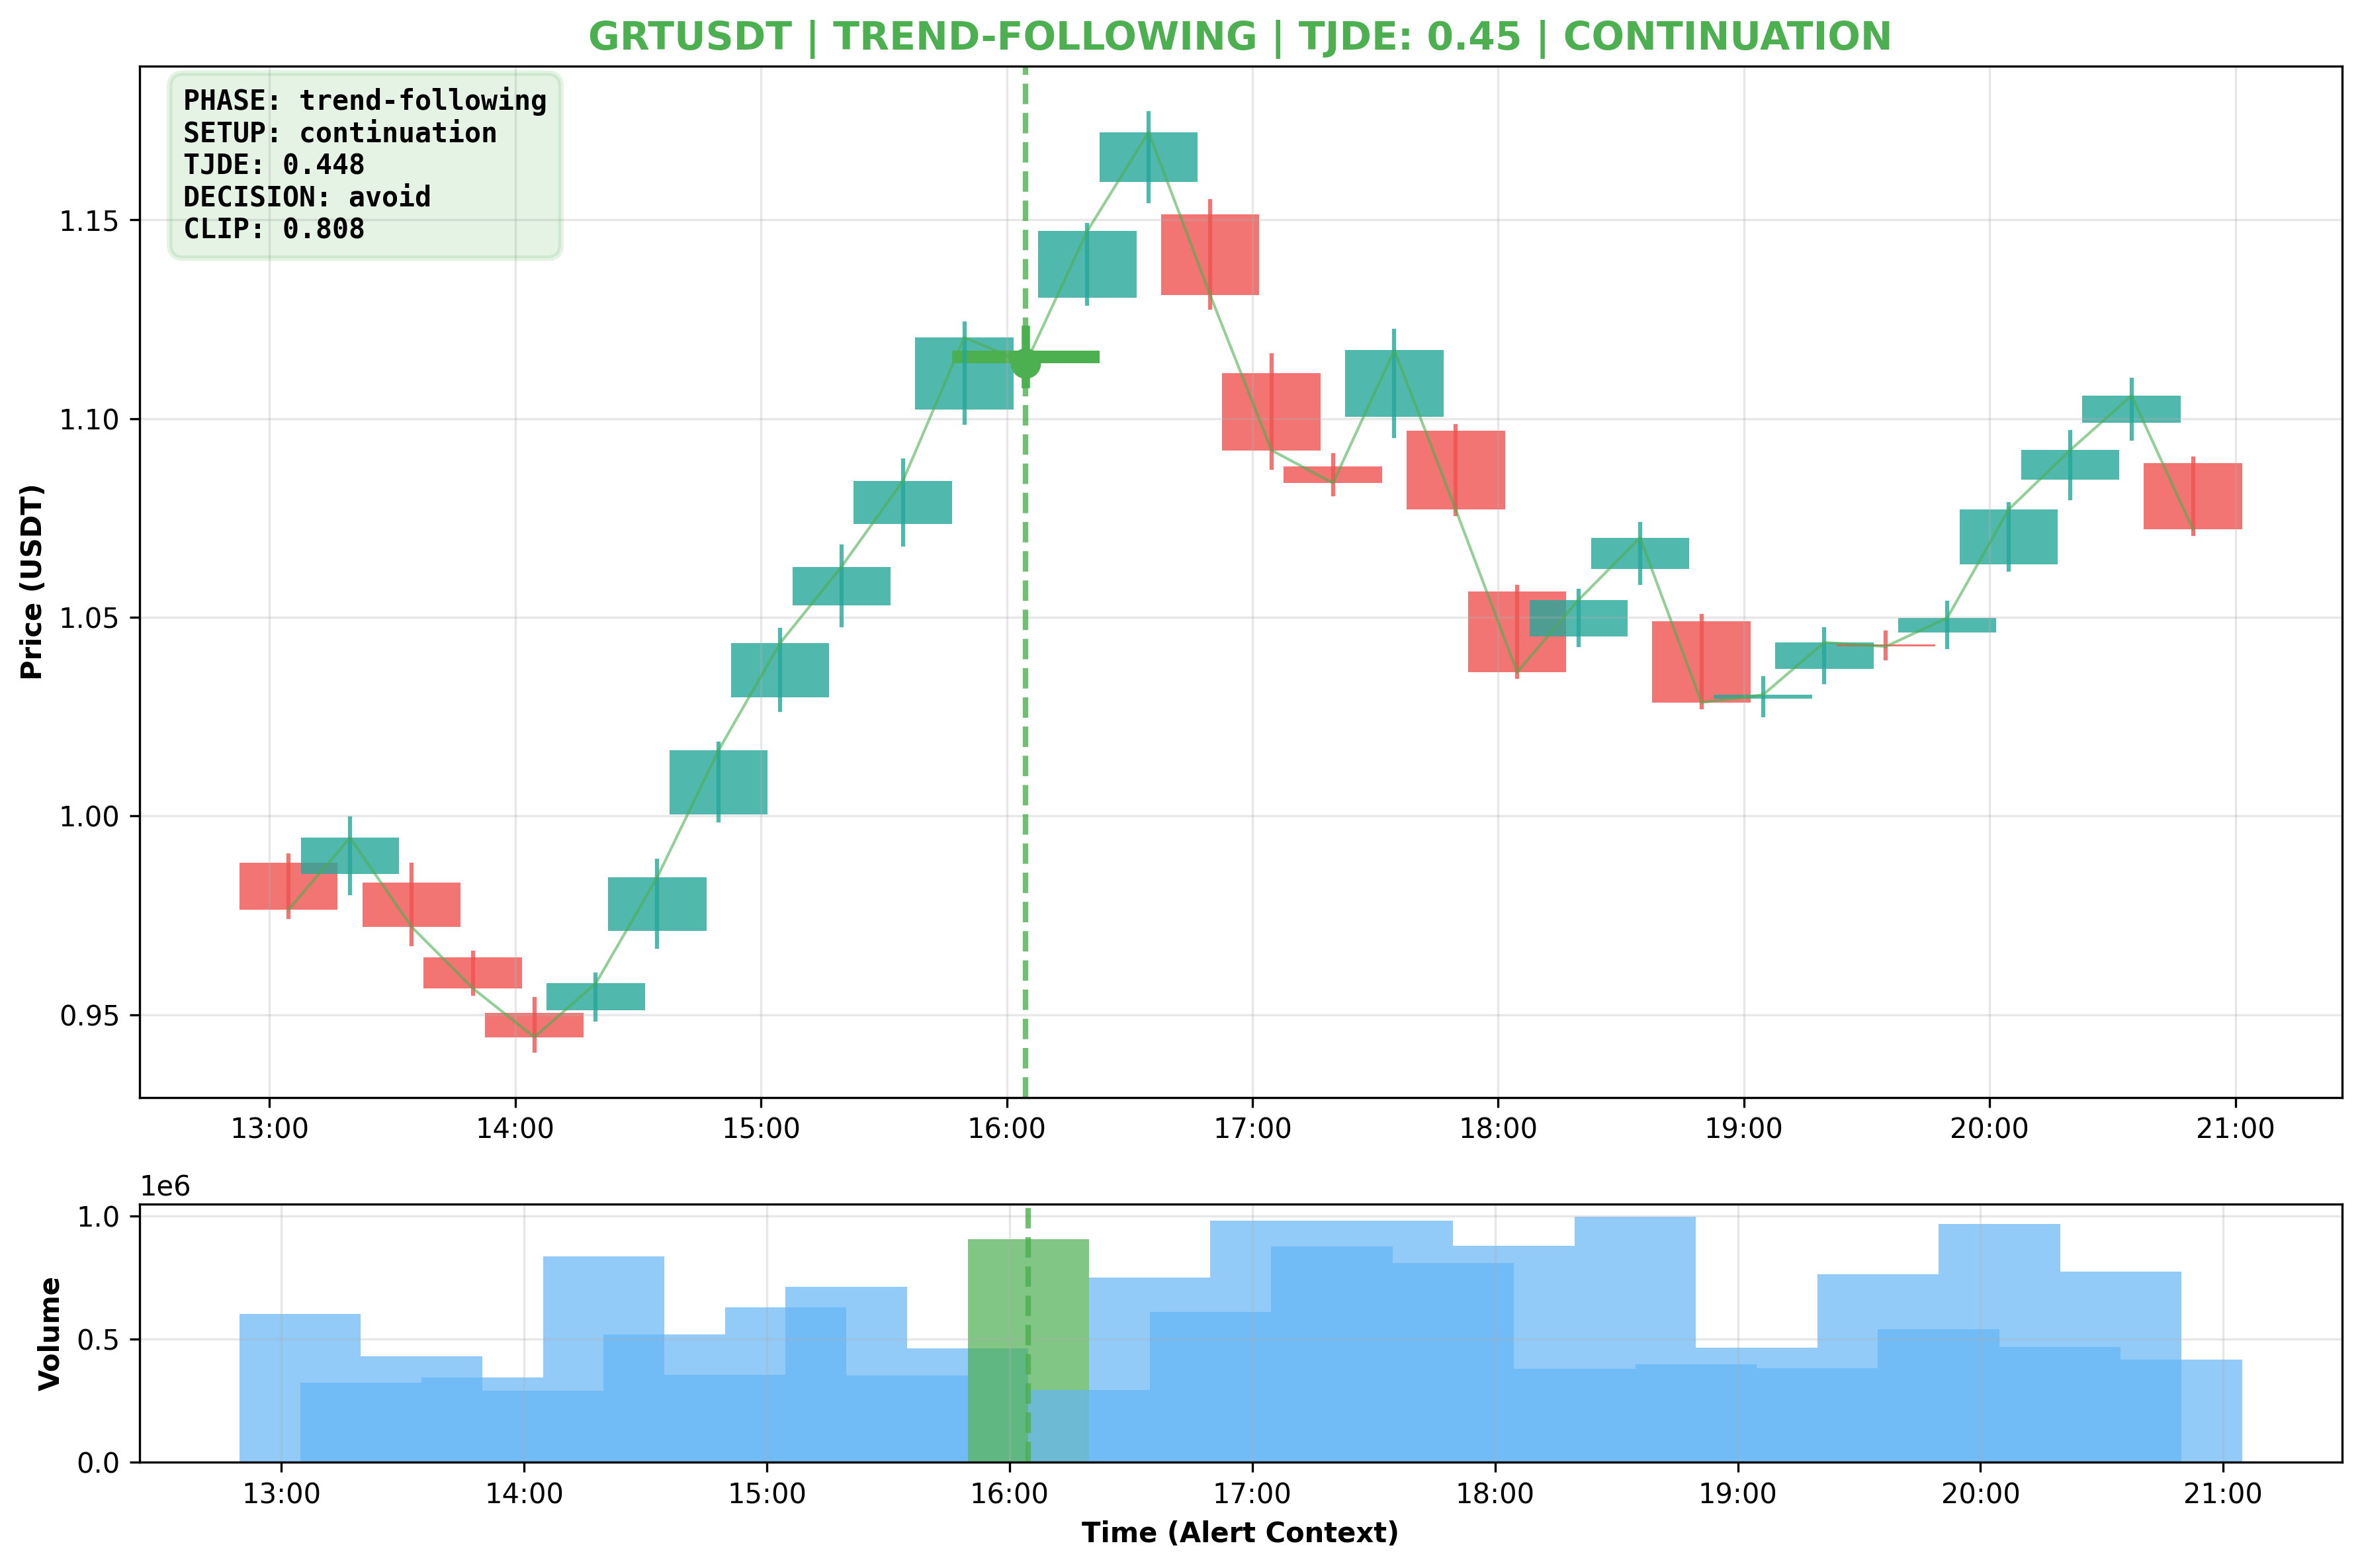 GRTUSDT | TREND-FOLLOWING | TJDE: 0.45 | CONTINUATION
PHASE: trend-following
SETUP: continuation
TJDE: 0.448
DECISION: avoid
CLIP: 0.808
Price (USDT)
1.15
1.10
1.05
1.00
0.95
13:00 14:00 15:00 16:00 17:00 18:00 19:00 20:00 21:00
1e6
Volume
1.0
0.5
0.0
13:00 14:00 15:00 16:00 17:00 18:00 19:00 20:00 21:00
Time (Alert Context)